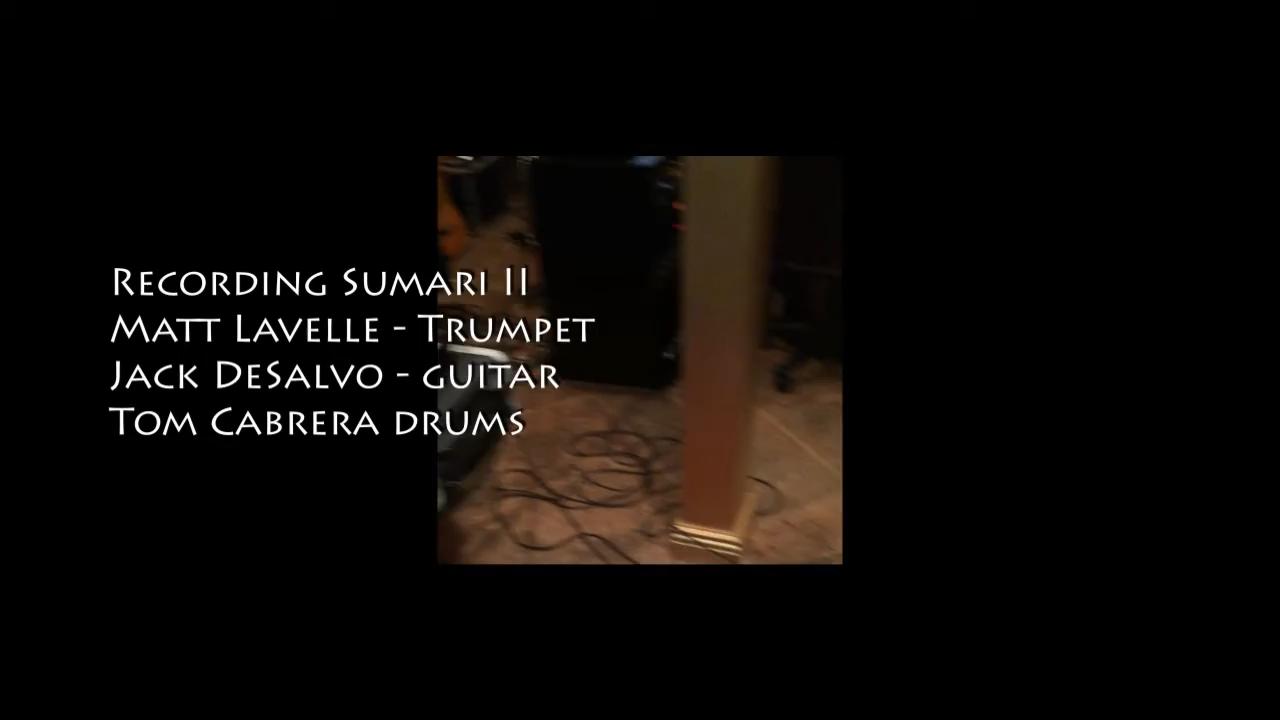 Recording Sumari II
Matt Lavelle - Trumpet
Jack DeSalvo - guitar
Tom Cabrera drums